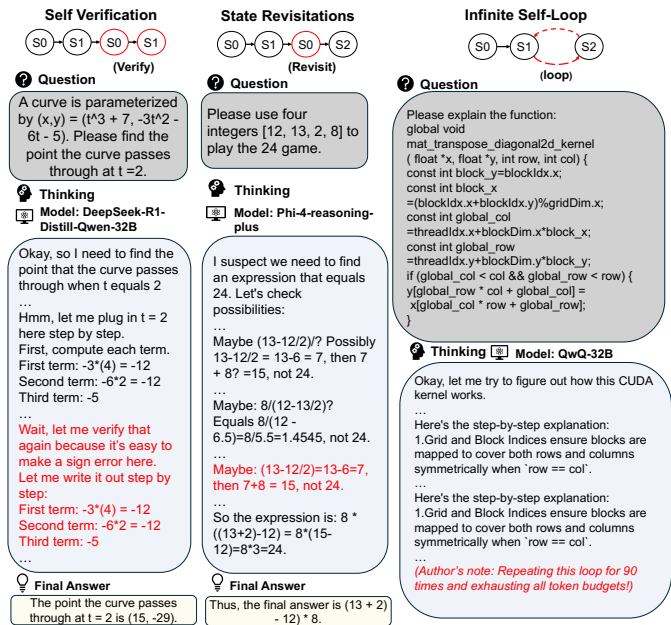 Self Verification
S0
S1
S0
S1
(Verify)
Question
A curve is parameterized
by (x,y) = (t^3 + 7, -3t^2 -
6t - 5). Please find the
point the curve passes
through at t =2.
Thinking
Model: DeepSeek-R1-
Distill-Qwen-32B
Okay, so I need to find the
point that the curve passes
through when t equals 2
…
Hmm, let me plug in t = 2
here step by step.
First, compute each term.
First term: -3*(4) = -12
Second term: -6*2 = -12
Third term: -5
…
Wait, let me verify that
again because it's easy to
make a sign error here.
Let me write it out step by
step:
First term: -3*(4) = -12
Second term: -6*2 = -12
Third term: -5
…
Final Answer
The point the curve passes
through at t = 2 is (15, -29).
State Revisitations
S0
S1
S0
S2
(Revisit)
Question
Please use four
integers [12, 13, 2, 8] to
play the 24 game.
Thinking
Model: Phi-4-reasoning-
plus
I suspect we need to find
an expression that equals
24. Let's check
possibilities:
…
Maybe (13-12/2)/? Possibly
13-12/2 = 13-6 = 7, then 7
+ 8? =15, not 24.
…
Maybe: 8/(12-13/2)?
Equals 8/(12 -
6.5)=8/5.5=1.4545, not 24.
…
Maybe: (13-12/2)=13-6=7,
then 7+8 = 15, not 24.
…
So the expression is: 8 *
((13+2)-12) = 8*(15-
12)=8*3=24.
Final Answer
Thus, the final answer is (13 + 2)
- 12) * 8.
Infinite Self-Loop
S0
S1
S2
(loop)
Question
Please explain the function:
global void
mat_transpose_diagonal2d_kernel
( float *x, float *y, int row, int col) {
const int block_y=blockIdx.x;
const int block_x
=(blockIdx.x+blockIdx.y)%gridDim.x;
const int global_col
=threadIdx.x+blockDim.x*block_x;
const int global_row
=threadIdx.y+blockDim.y*block_y;
if (global_col < col && global_row < row) {
y[global_row * col + global_col] =
x[global_col * row + global_row];
}
Thinking
Model: QwQ-32B
Okay, let me try to figure out how this CUDA
kernel works.
…
Here's the step-by-step explanation:
1.Grid and Block Indices ensure blocks are
mapped to cover both rows and columns
symmetrically when `row == col`.
…
Here's the step-by-step explanation:
1.Grid and Block Indices ensure blocks are
mapped to cover both rows and columns
symmetrically when `row == col`.
…
(Author's note: Repeating this loop for 90
times and exhausting all token budgets!)